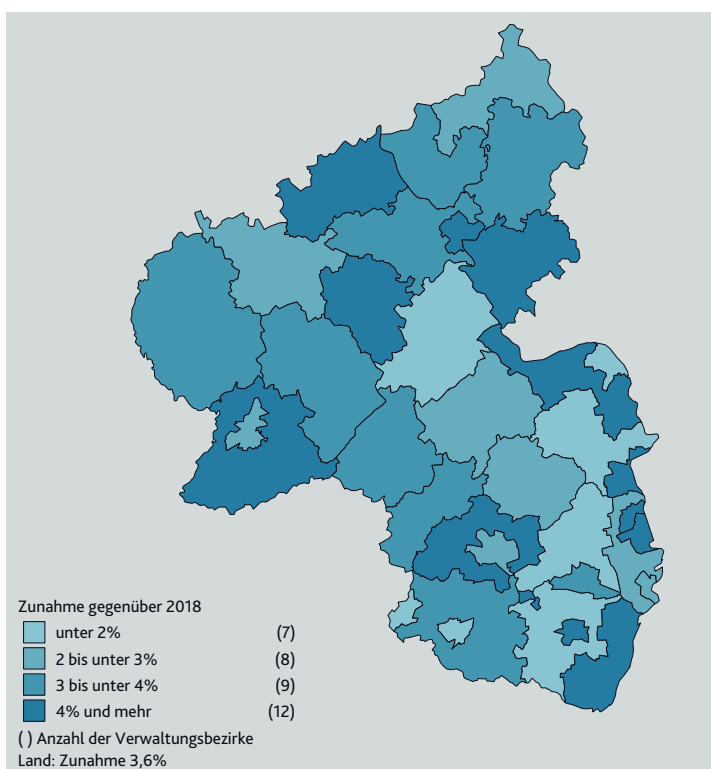 Zunahme gegenüber 2018
unter 2% (7)
2 bis unter 3% (8)
3 bis unter 4% (9)
4% und mehr (12)
( ) Anzahl der Verwaltungsbezirke
Land: Zunahme 3,6%